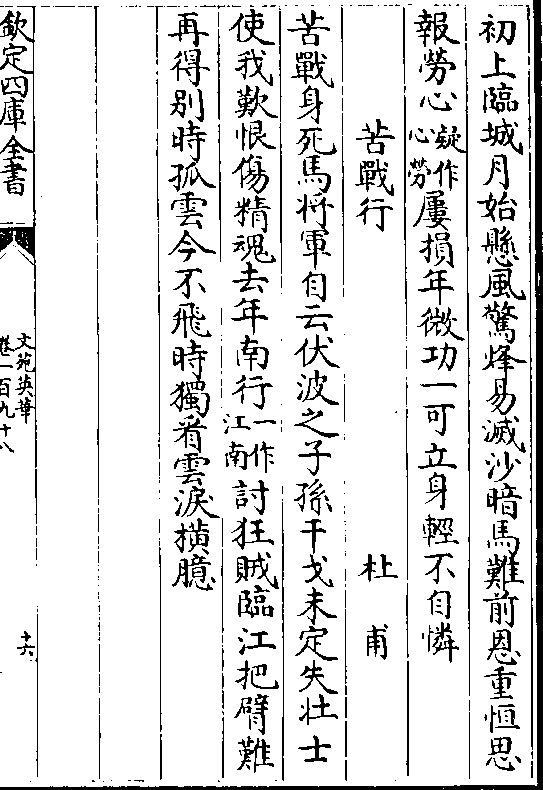 初上臨城月始懸風驚烽易滅沙暗馬難前恩重恒思
報勞心疑作心勞屢損年微功一可立身輕不自憐
苦戰行 杜甫
苦戰身死馬將軍自云伏波之子孫干戈未定失壯士
使我歎恨傷精魂去年南行一作江南討狂賊臨江把臂難
再得别時孤雲今不飛時獨看雲淚橫臆
欽定四庫全書
文苑英華
卷一百九十八
十六